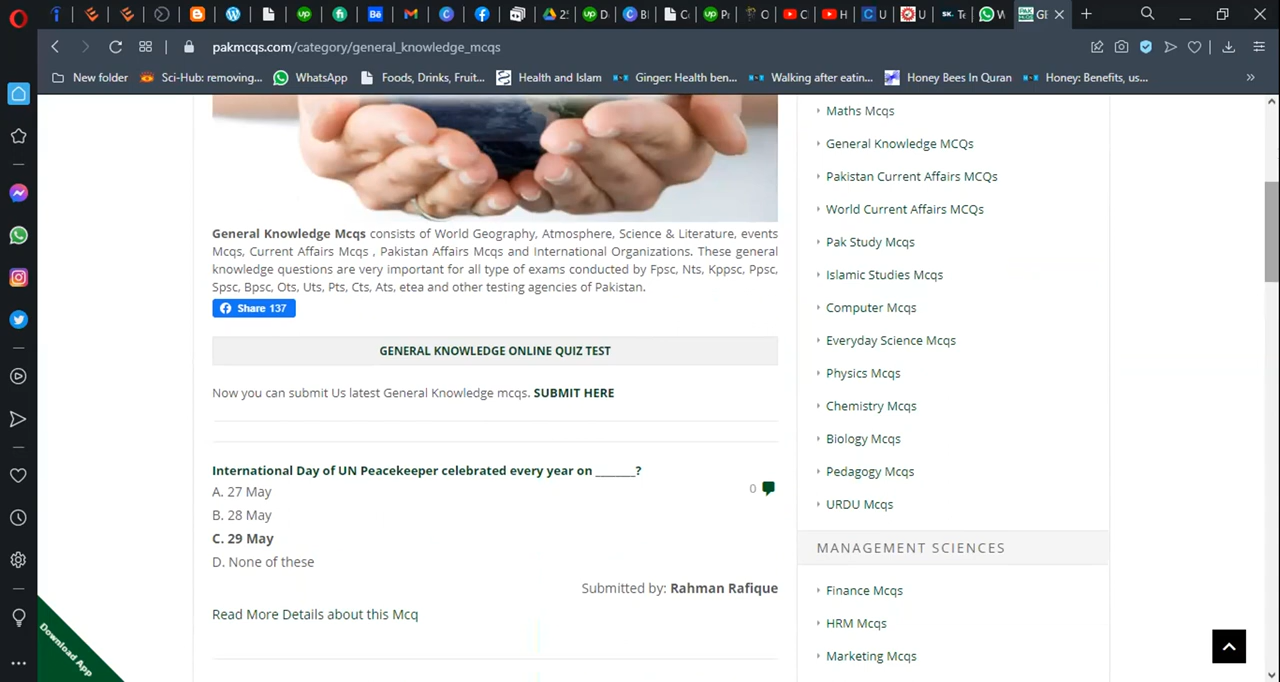 pakmcqs.com/category/general_knowledge_mcqs
New folder
Sci-Hub: removing...
WhatsApp
Foods, Drinks, Fruit...
Health and Islam
Ginger: Health ben...
Walking after eatin...
Honey Bees In Quran
Honey: Benefits, us...
General Knowledge Mcqs consists of World Geography, Atmosphere, Science & Literature, events
Mcqs, Current Affairs Mcqs , Pakistan Affairs Mcqs and International Organizations. These general
knowledge questions are very important for all type of exams conducted by Fpsc, Nts, Kppsc, Ppsc,
Spsc, Bpsc, Ots, Uts, Pts, Cts, Ats, etea and other testing agencies of Pakistan.
Share 137
GENERAL KNOWLEDGE ONLINE QUIZ TEST
Now you can submit Us latest General Knowledge mcqs. SUBMIT HERE
International Day of UN Peacekeeper celebrated every year on ______?
0
A. 27 May
B. 28 May
C. 29 May
D. None of these
Submitted by: Rahman Rafique
Read More Details about this Mcq
Maths Mcqs
General Knowledge MCQs
Pakistan Current Affairs MCQs
World Current Affairs MCQs
Pak Study Mcqs
Islamic Studies Mcqs
Computer Mcqs
Everyday Science Mcqs
Physics Mcqs
Chemistry Mcqs
Biology Mcqs
Pedagogy Mcqs
URDU Mcqs
MANAGEMENT SCIENCES
Finance Mcqs
HRM Mcqs
Marketing Mcqs
Download App